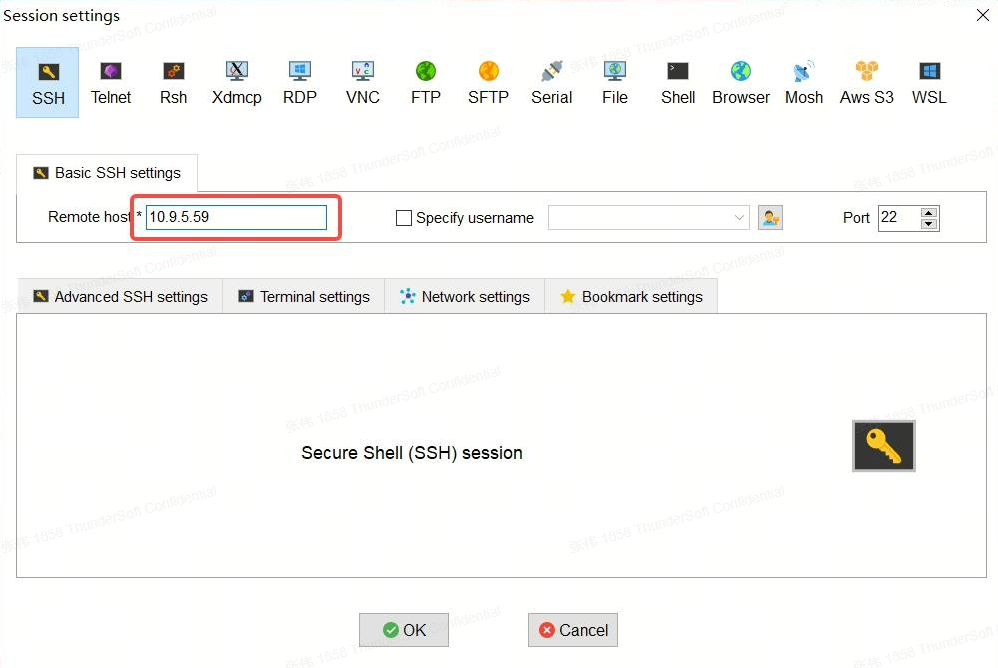 Session settings
SSH Telnet Rsh Xdmcp RDP VNC FTP SFTP Serial File Shell Browser Mosh Aws S3 WSL
Basic SSH settings
Remote host * 10.9.5.59 Specify username Port 22
Advanced SSH settings Terminal settings Network settings Bookmark settings
Secure Shell (SSH) session
OK Cancel
张伟 1858 ThunderSoft Confidential